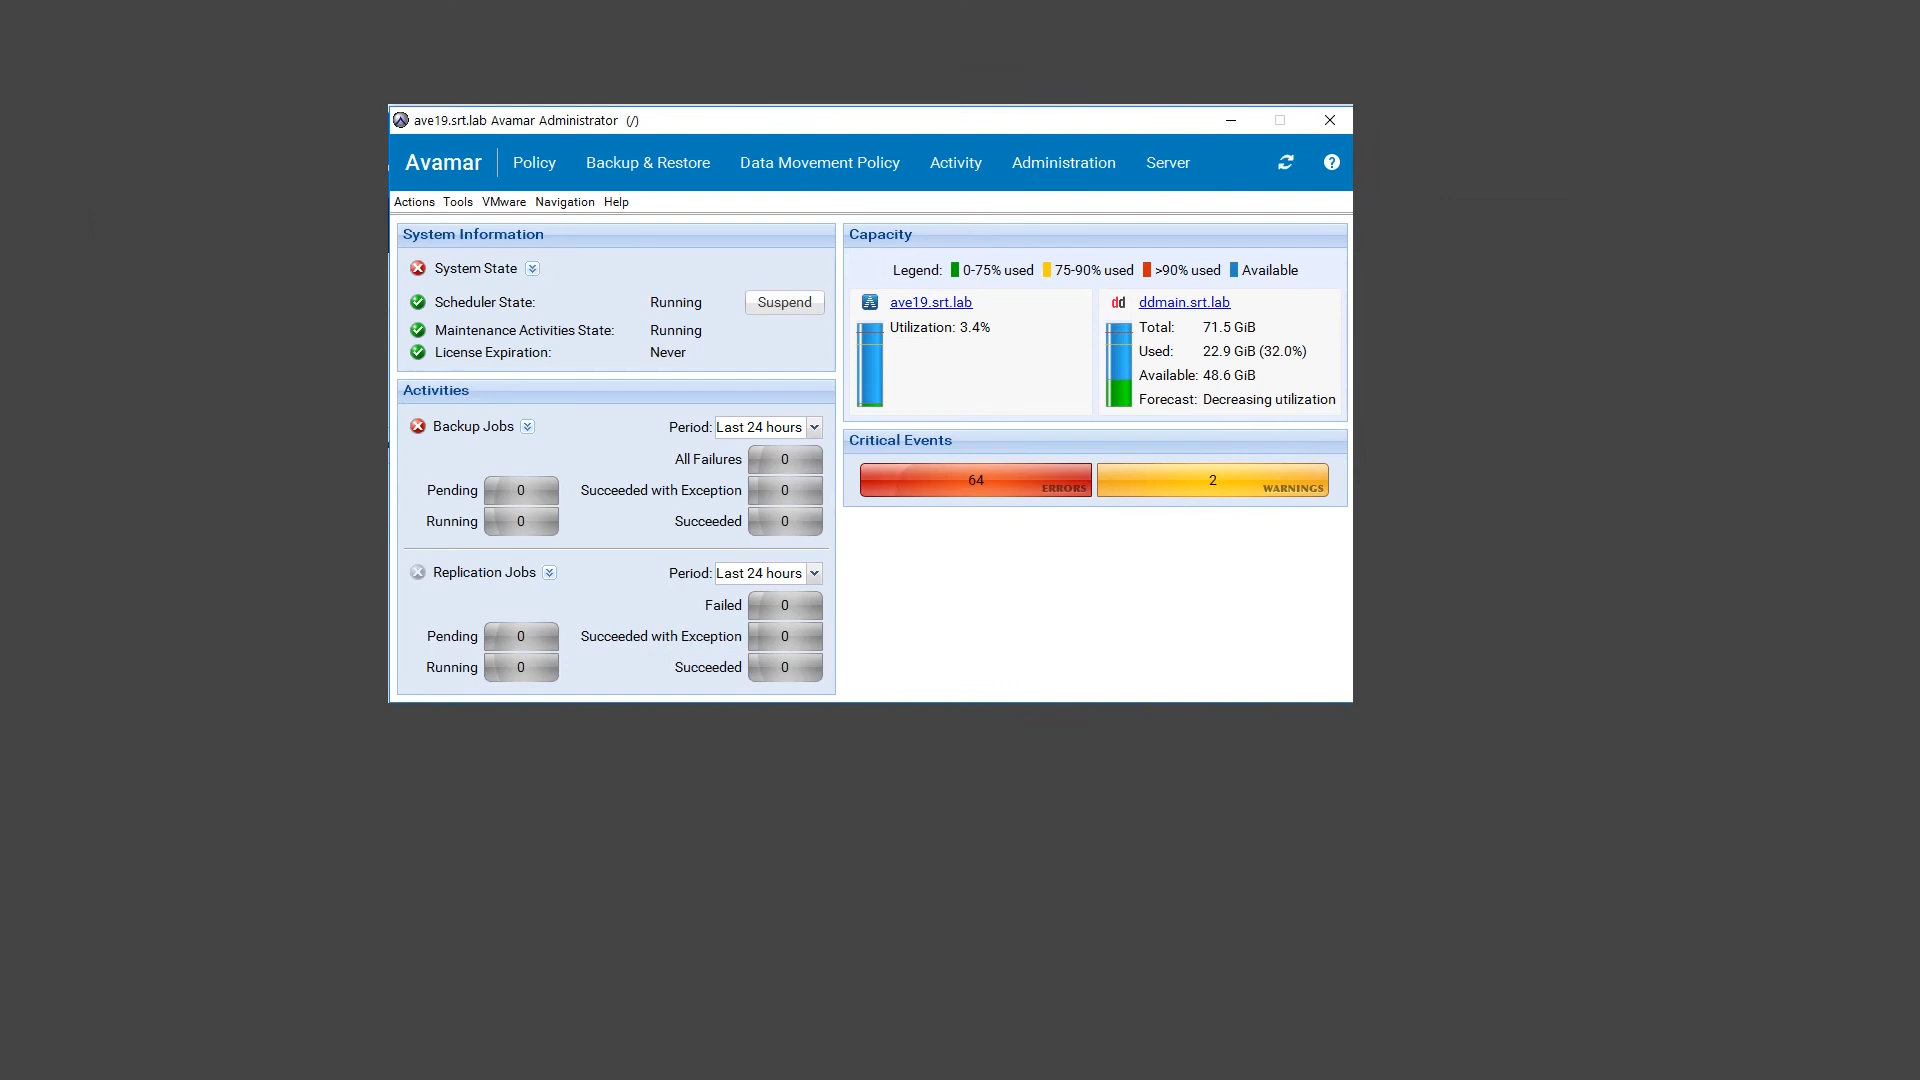 ave19.srt.lab Avamar Administrator (/)
Avamar Policy Backup & Restore Data Movement Policy Activity Administration Server
Actions Tools VMware Navigation Help
System Information
System State
Scheduler State: Running Suspend
Maintenance Activities State: Running
License Expiration: Never
Activities
Backup Jobs Period: Last 24 hours
All Failures 0
Pending 0 Succeeded with Exception 0
Running 0 Succeeded 0
Replication Jobs Period: Last 24 hours
Failed 0
Pending 0 Succeeded with Exception 0
Running 0 Succeeded 0
Capacity
Legend: 0-75% used 75-90% used >90% used Available
ave19.srt.lab
Utilization: 3.4%
dd ddmain.srt.lab
Total: 71.5 GiB
Used: 22.9 GiB (32.0%)
Available: 48.6 GiB
Forecast: Decreasing utilization
Critical Events
64 ERRORS 2 WARNINGS